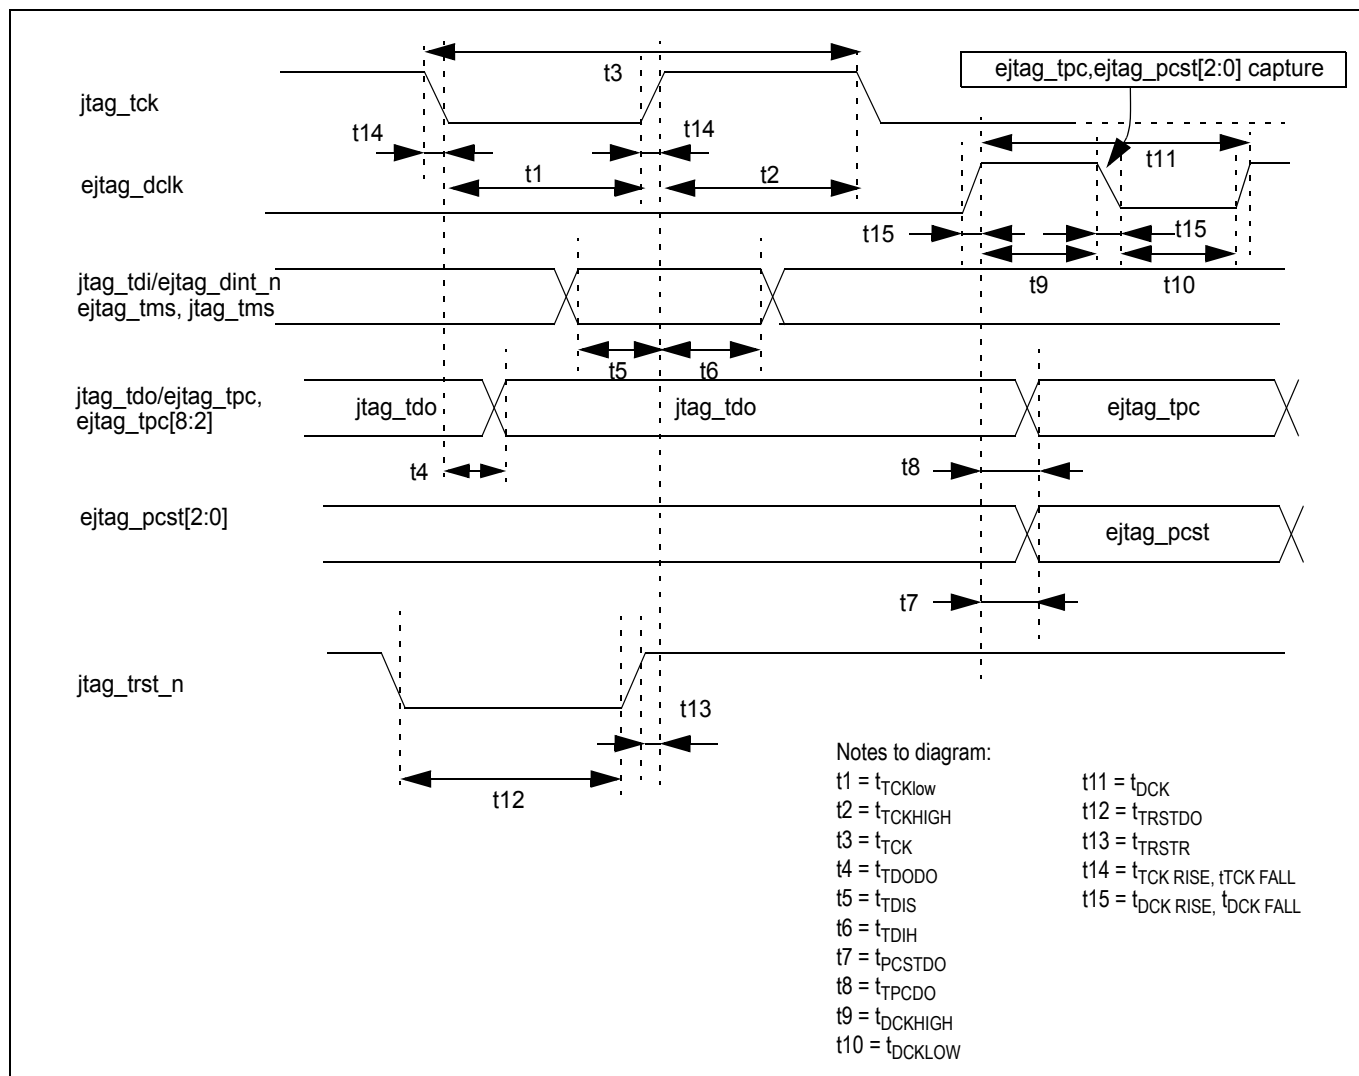 ejtag_tpc,ejtag_pcst[2:0] capture
t3
jtag_tck
t14
t14
t11
t1
t2
ejtag_dclk
t15
t15
jtag_tdi/ejtag_dint_n
ejtag_tms, jtag_tms
t9
t10
t5
t6
jtag_tdo/ejtag_tpc,
ejtag_tpc[8:2]
jtag_tdo
jtag_tdo
ejtag_tpc
t4
t8
ejtag_pcst[2:0]
ejtag_pcst
t7
jtag_trst_n
t13
t12
Notes to diagram:
t1 = tTCKlow
t2 = tTCKHIGH
t3 = tTCK
t4 = tTDODO
t5 = tTDIS
t6 = tTDIH
t7 = tPCSTDO
t8 = tTPCDO
t9 = tDCKHIGH
t10 = tDCKLOW
t11 = tDCK
t12 = tTRSTDO
t13 = tTRSTR
t14 = tTCK RISE, tTCK FALL
t15 = tDCK RISE, tDCK FALL